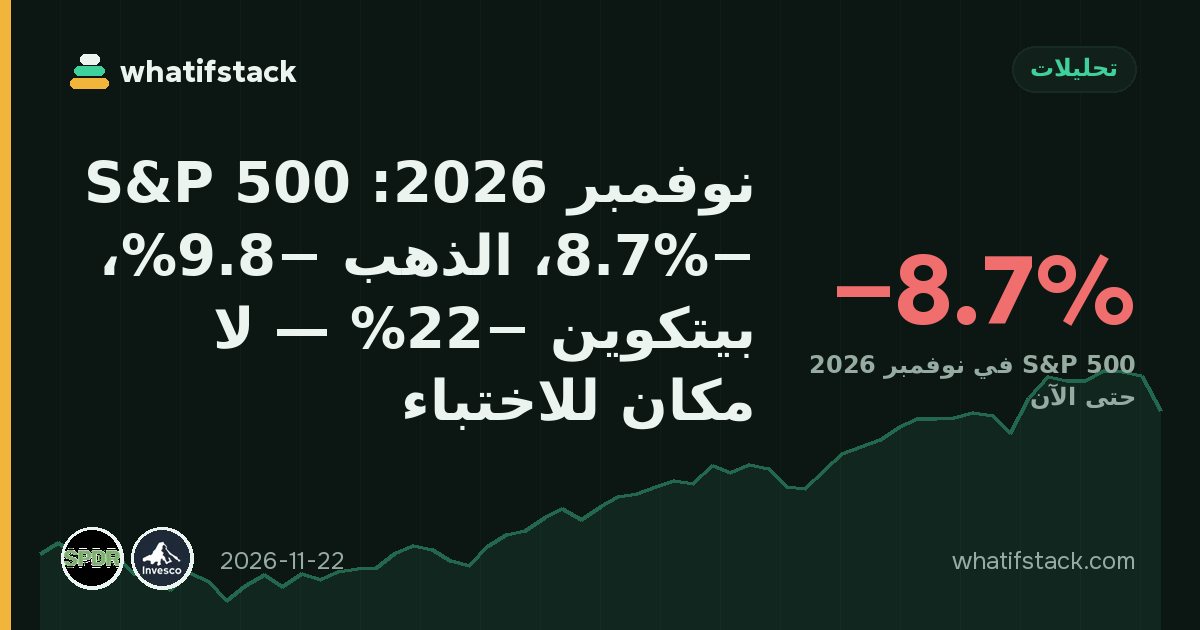 whatifstack
تحليلات
نوفمبر 2026: S&P 500
−8.7%، الذهب −9.8%،
بيتكوين −22% — لا
مكان للاختباء
−8.7%
S&P 500 في نوفمبر 2026
حتى الآن
SPDR
Invesco
2026-11-22
whatifstack.com